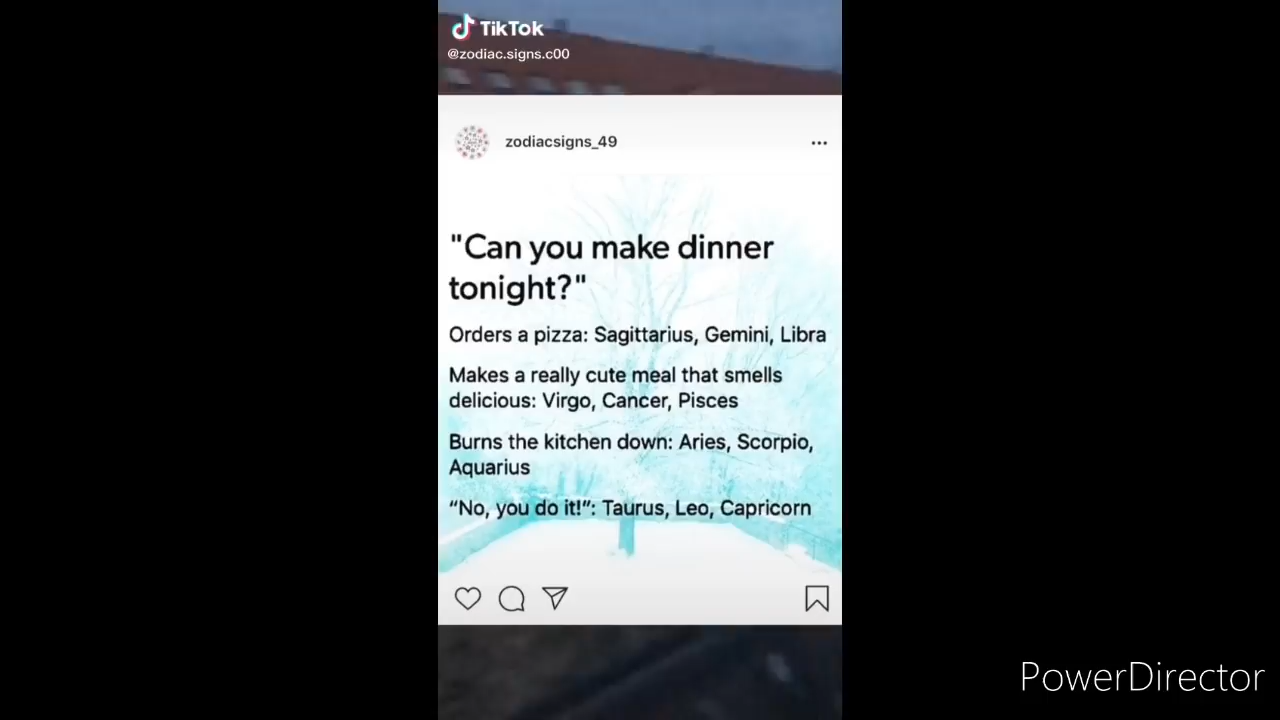 TikTok
@zodiac.signs.c00
zodiacsigns_49
"Can you make dinner
tonight?"
Orders a pizza: Sagittarius, Gemini, Libra
Makes a really cute meal that smells
delicious: Virgo, Cancer, Pisces
Burns the kitchen down: Aries, Scorpio,
Aquarius
“No, you do it!”: Taurus, Leo, Capricorn
PowerDirector